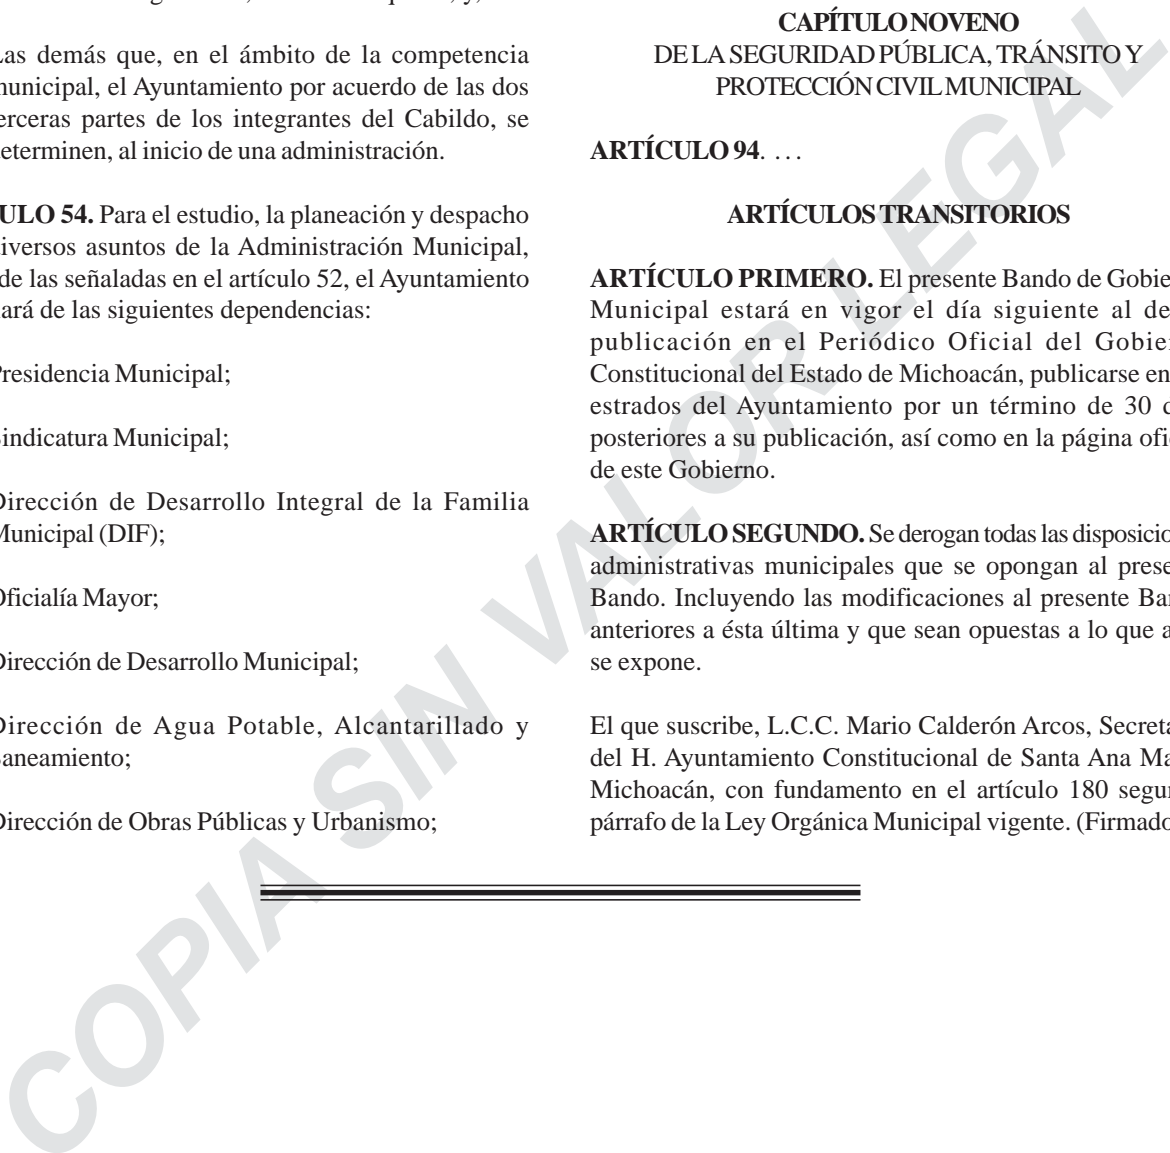 Las demás que, en el ámbito de la competencia
municipal, el Ayuntamiento por acuerdo de las dos
terceras partes de los integrantes del Cabildo, se
determinen, al inicio de una administración.
ULO 54. Para el estudio, la planeación y despacho
diversos asuntos de la Administración Municipal,
de las señaladas en el artículo 52, el Ayuntamiento
ará de las siguientes dependencias:
Presidencia Municipal;
Sindicatura Municipal;
Dirección de Desarrollo Integral de la Familia
Municipal (DIF);
Oficialía Mayor;
Dirección de Desarrollo Municipal;
Dirección de Agua Potable, Alcantarillado y
Saneamiento;
Dirección de Obras Públicas y Urbanismo;
CAPÍTULO NOVENO
DE LA SEGURIDAD PÚBLICA, TRÁNSITO Y
PROTECCIÓN CIVIL MUNICIPAL
ARTÍCULO 94. ...
ARTÍCULOS TRANSITORIOS
ARTÍCULO PRIMERO. El presente Bando de Gobie
Municipal estará en vigor el día siguiente al de
publicación en el Periódico Oficial del Gobier
Constitucional del Estado de Michoacán, publicarse en
estrados del Ayuntamiento por un término de 30 d
posteriores a su publicación, así como en la página ofic
de este Gobierno.
ARTÍCULO SEGUNDO. Se derogan todas las disposicio
administrativas municipales que se opongan al prese
Bando. Incluyendo las modificaciones al presente Ban
anteriores a ésta última y que sean opuestas a lo que a
se expone.
El que suscribe, L.C.C. Mario Calderón Arcos, Secreta
del H. Ayuntamiento Constitucional de Santa Ana Ma
Michoacán, con fundamento en el artículo 180 segun
párrafo de la Ley Orgánica Municipal vigente. (Firmado
COPIA SIN VALOR LEGAL